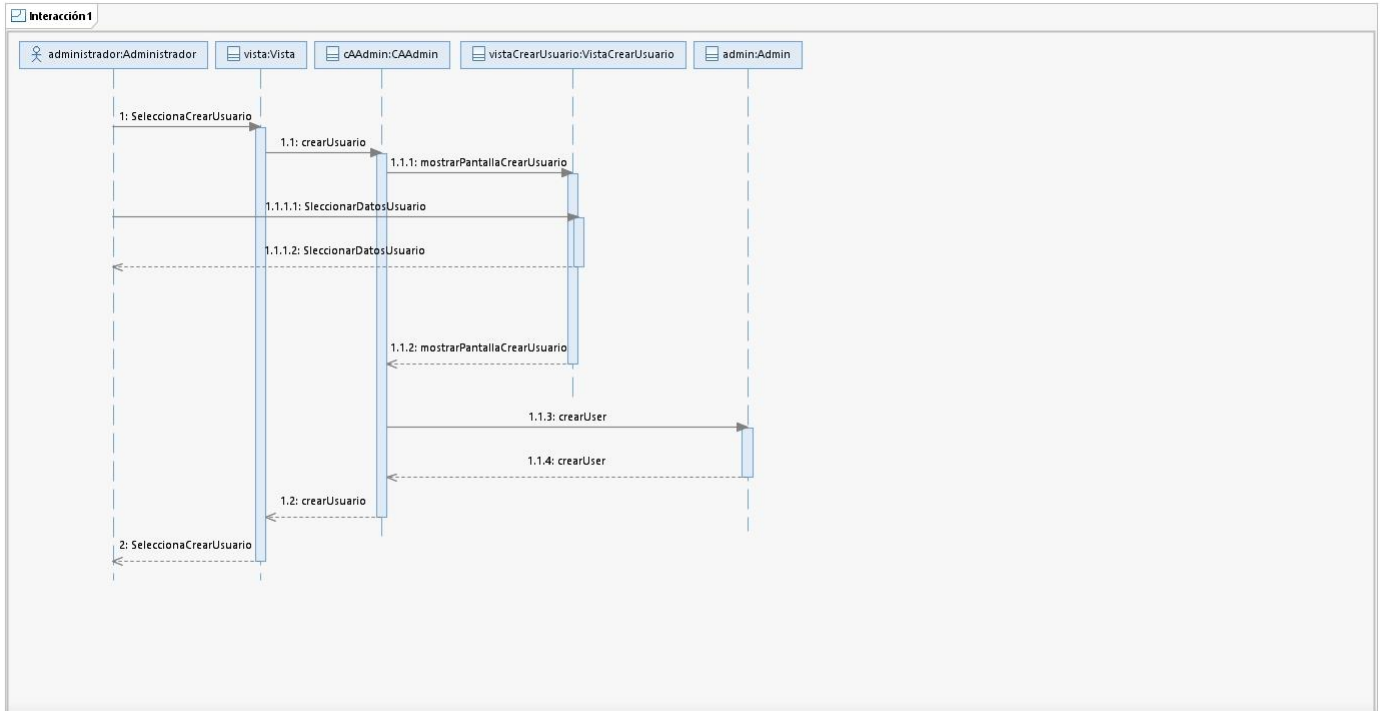 Interacción1
administrador:Administrador
vista:Vista
cAAdmin:CAAdmin
vistaCrearUsuario:VistaCrearUsuario
admin:Admin
1: SeleccionaCrearUsuario
1.1: crearUsuario
1.1.1: mostrarPantallaCrearUsuario
1.1.1.1: SleccionarDatosUsuario
1.1.1.2: SleccionarDatosUsuario
1.1.2: mostrarPantallaCrearUsuario
1.1.3: crearUser
1.1.4: crearUser
1.2: crearUsuario
2: SeleccionaCrearUsuario